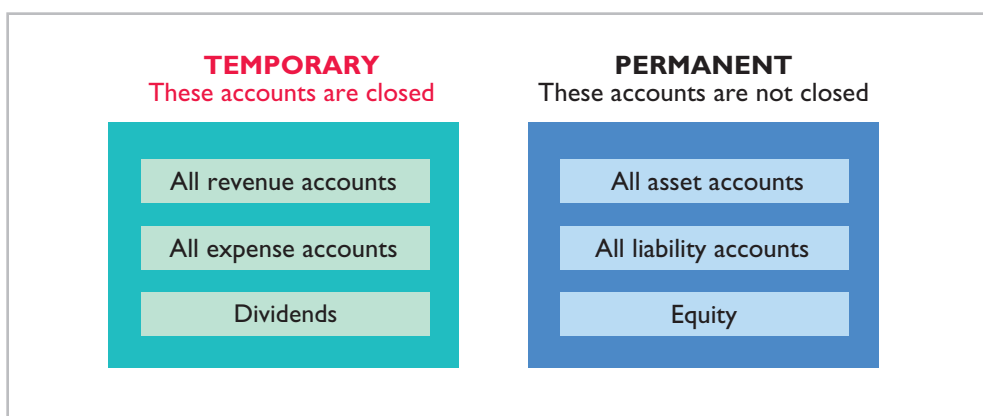 TEMPORARY
These accounts are closed
All revenue accounts
All expense accounts
Dividends
PERMANENT
These accounts are not closed
All asset accounts
All liability accounts
Equity